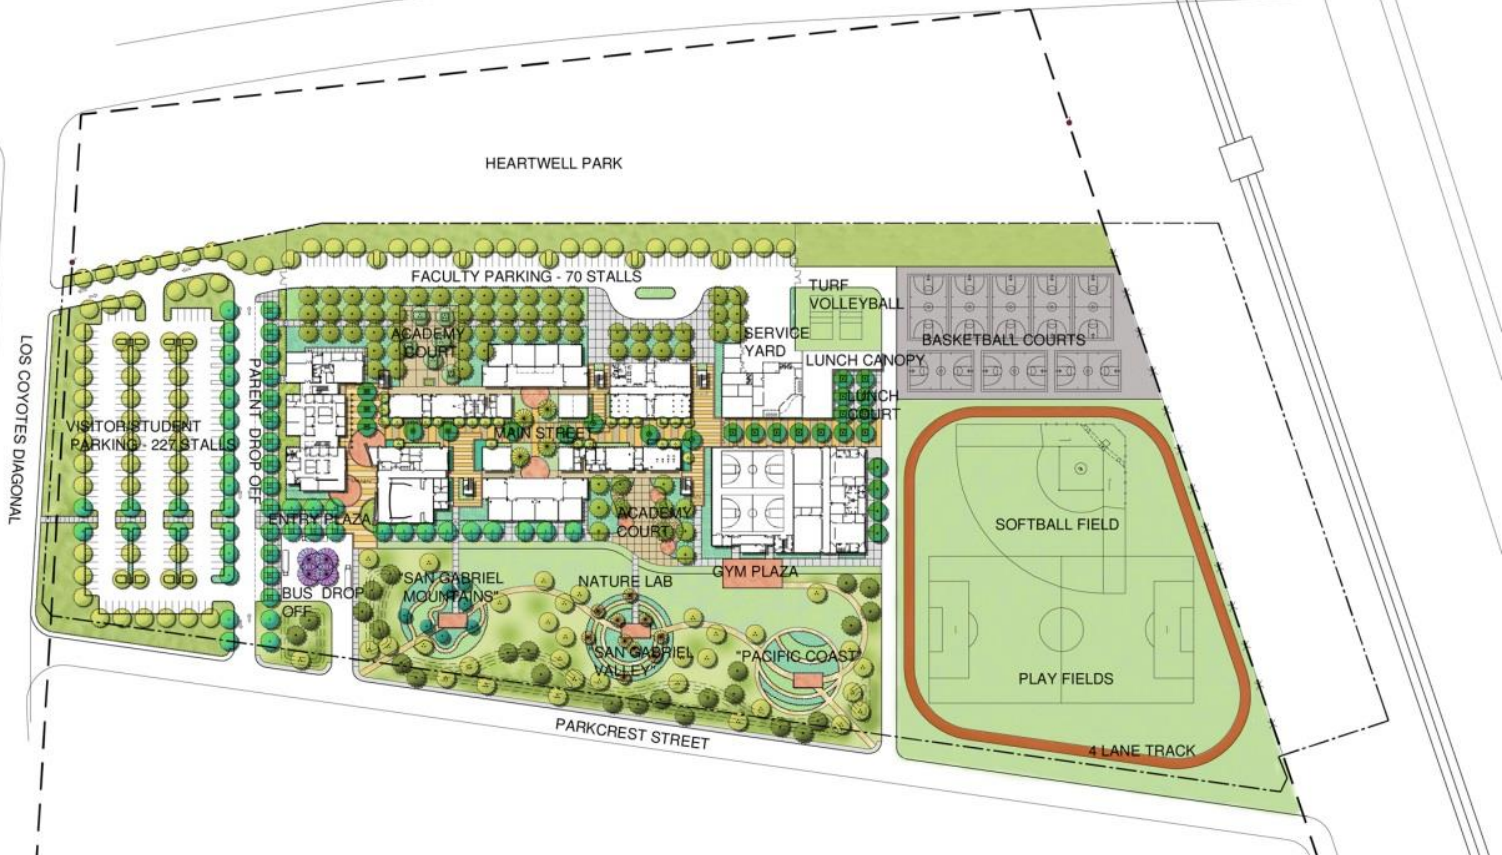 HEARTWELL PARK
FACULTY PARKING - 70 STALLS
TURF
VOLLEYBALL
ACADEMY
COURT
SERVICE
YARD
BASKETBALL COURTS
LUNCH CANOPY
LUNCH
COURT
LOS COYOTES DIAGONAL
PARENT DROP OFF
VISITOR/STUDENT
PARKING - 227 STALLS
MAIN STREET
ENTRY PLAZA
ACADEMY
COURT
SOFTBALL FIELD
GYM PLAZA
"SAN GABRIEL
MOUNTAINS"
NATURE LAB
BUS DROP
OFF
"SAN GABRIEL
VALLEY"
"PACIFIC COAST"
PLAY FIELDS
PARKCREST STREET
4 LANE TRACK